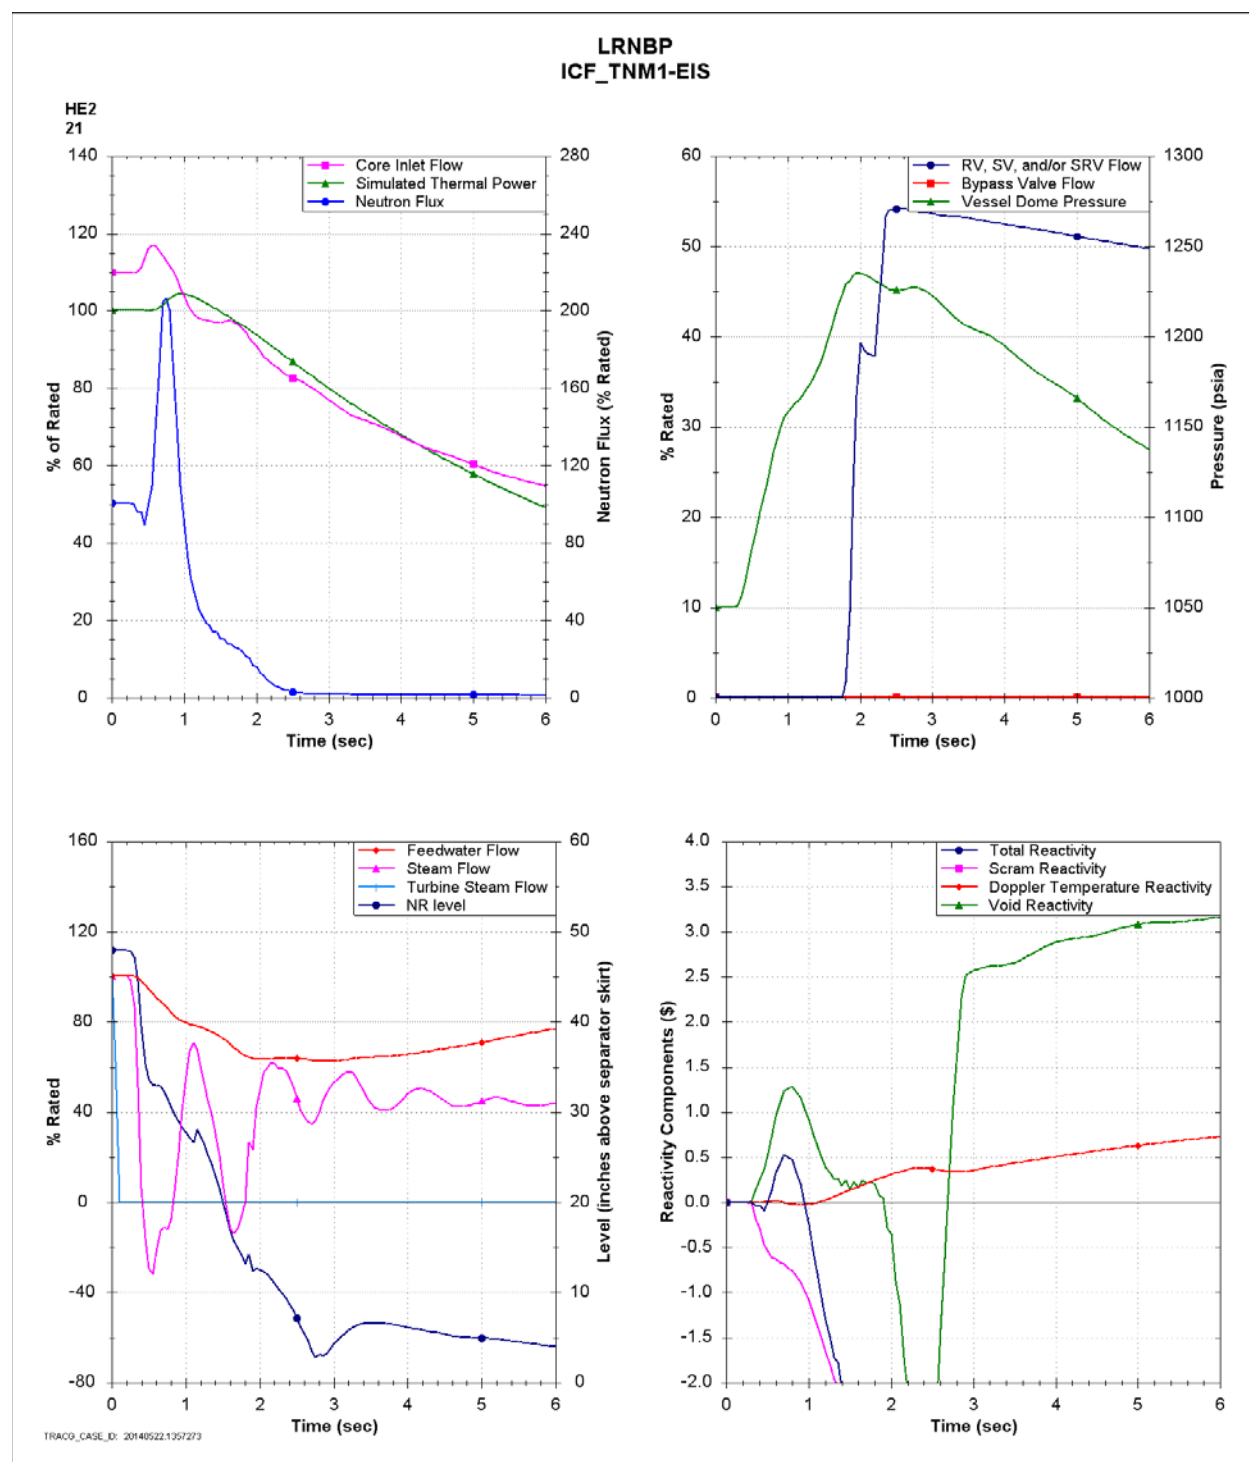 LRNBP
ICF_TNM1-EIS
HE2
21
140
120
100
80
60
40
20
0
% of Rated
Core Inlet Flow
Simulated Thermal Power
Neutron Flux
280
240
200
160
120
80
40
0
Neutron Flux (% Rated)
0 1 2 3 4 5 6
Time (sec)
60
50
40
30
20
10
0
% Rated
RV, SV, and/or SRV Flow
Bypass Valve Flow
Vessel Dome Pressure
1300
1250
1200
1150
1100
1050
1000
Pressure (psia)
0 1 2 3 4 5 6
Time (sec)
160
120
80
40
0
-40
-80
% Rated
Feedwater Flow
Steam Flow
Turbine Steam Flow
NR level
60
50
40
30
20
10
0
Level (inches above separator skirt)
0 1 2 3 4 5 6
Time (sec)
4.0
3.5
3.0
2.5
2.0
1.5
1.0
0.5
0.0
-0.5
-1.0
-1.5
-2.0
Reactivity Components ($)
Total Reactivity
Scram Reactivity
Doppler Temperature Reactivity
Void Reactivity
0 1 2 3 4 5 6
Time (sec)
TRACG_CASE_ID: 20140522.1357273